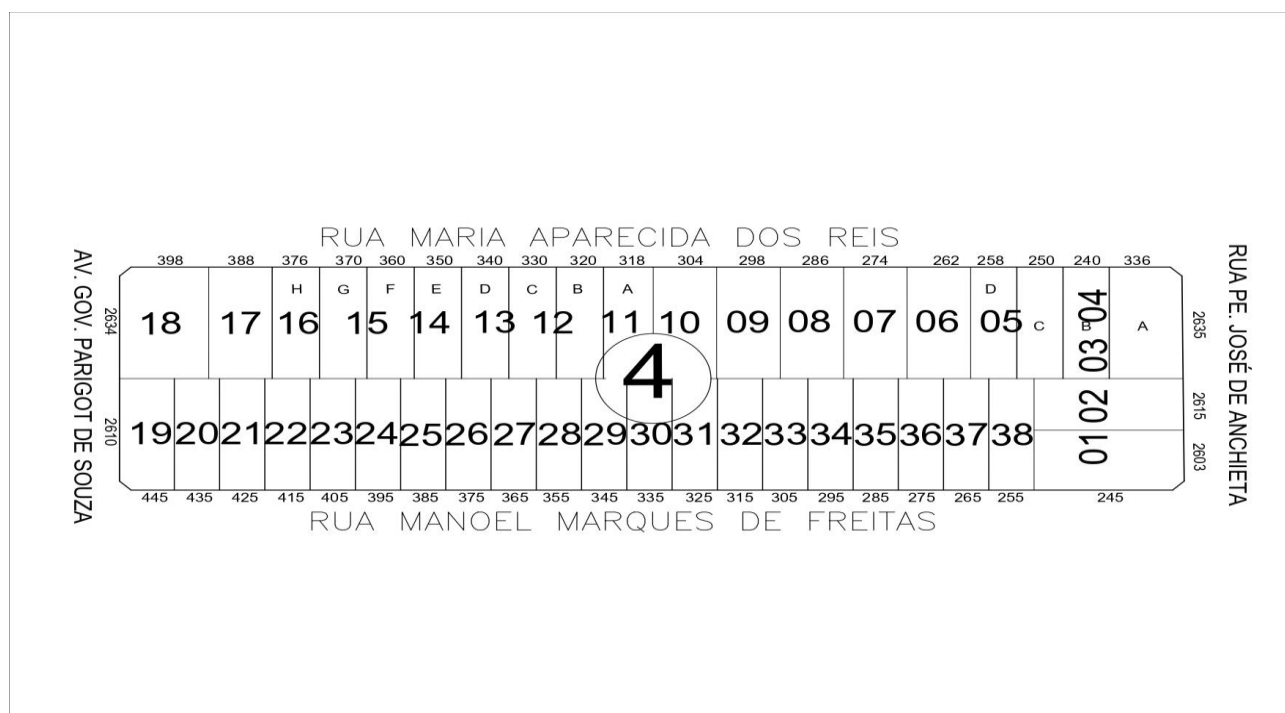 RUA MARIA APARECIDA DOS REIS
398 388 376 370 360 350 340 330 320 318 304 298 286 274 262 258 250 240 336
H G F E D C B A D
18 17 16 15 14 13 12 11 10 09 08 07 06 05 C B A
04
03
02
01
4
19 20 21 22 23 24 25 26 27 28 29 30 31 32 33 34 35 36 37 38
445 435 425 415 405 395 385 375 365 355 345 335 325 315 305 295 285 275 265 255 245
RUA MANOEL MARQUES DE FREITAS
AV. GOV. PARIGOT DE SOUZA
2634
2610
RUA PE. JOSÉ DE ANCHIETA
2635
2615
2603